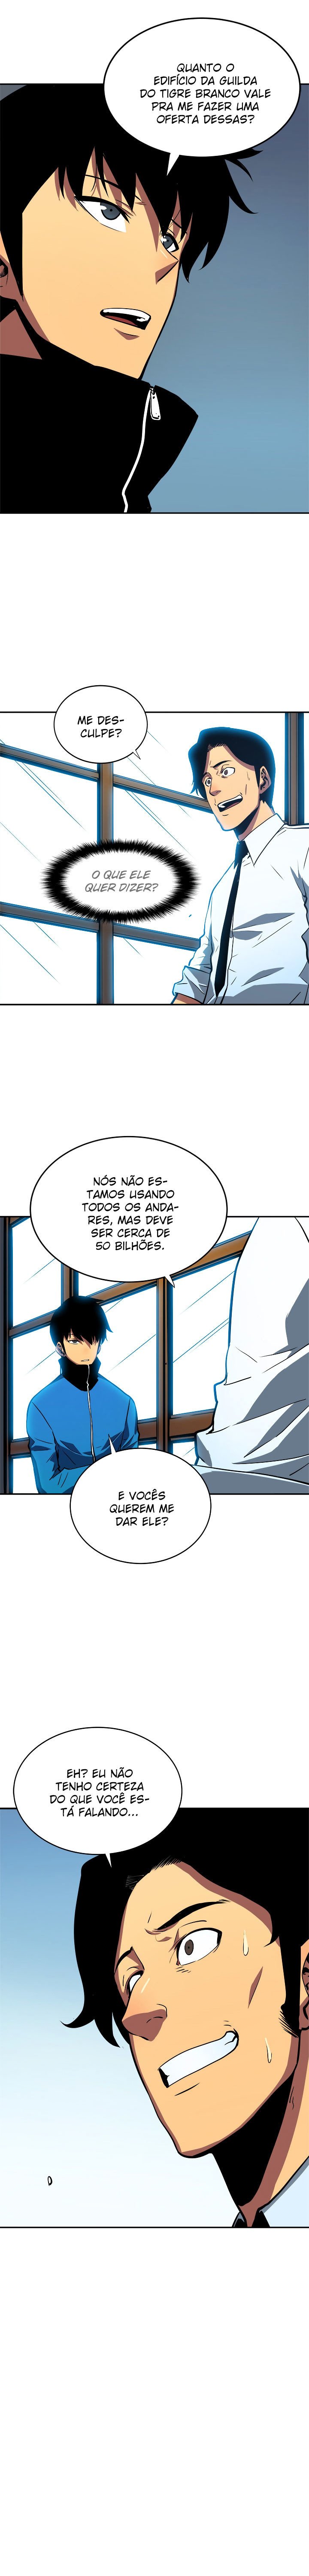 QUANTO O
EDIFÍCIO DA GUILDA
DO TIGRE BRANCO VALE
PRA ME FAZER UMA
OFERTA DESSAS?
ME DES-
CULPE?
O QUE ELE
QUER DIZER?
NÓS NÃO ES-
TAMOS USANDO
TODOS OS ANDA-
RES, MAS DEVE
SER CERCA DE
50 BILHÕES.
E VOCÊS
QUEREM ME
DAR ELE?
EH? EU NÃO
TENHO CERTEZA
DO QUE VOCÊ ES-
TÁ FALANDO...